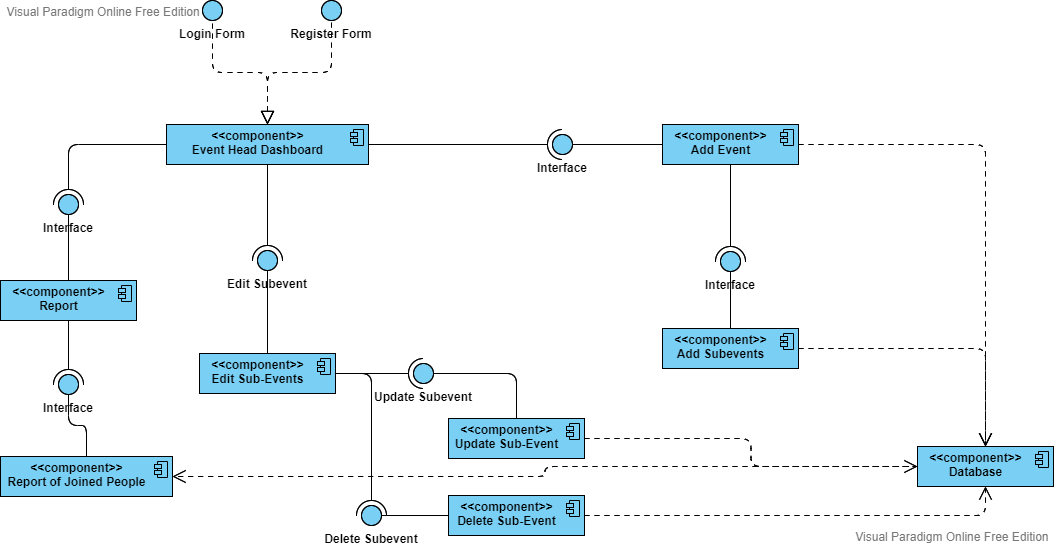 Visual Paradigm Online Free Edition
Login Form
Register Form
<<component>>
Event Head Dashboard
<<component>>
Add Event
Interface
Interface
Edit Subevent
Interface
<<component>>
Report
<<component>>
Add Subevents
<<component>>
Edit Sub-Events
Interface
Update Subevent
<<component>>
Update Sub-Event
<<component>>
Report of Joined People
<<component>>
Database
<<component>>
Delete Sub-Event
Delete Subevent
Visual Paradigm Online Free Edition